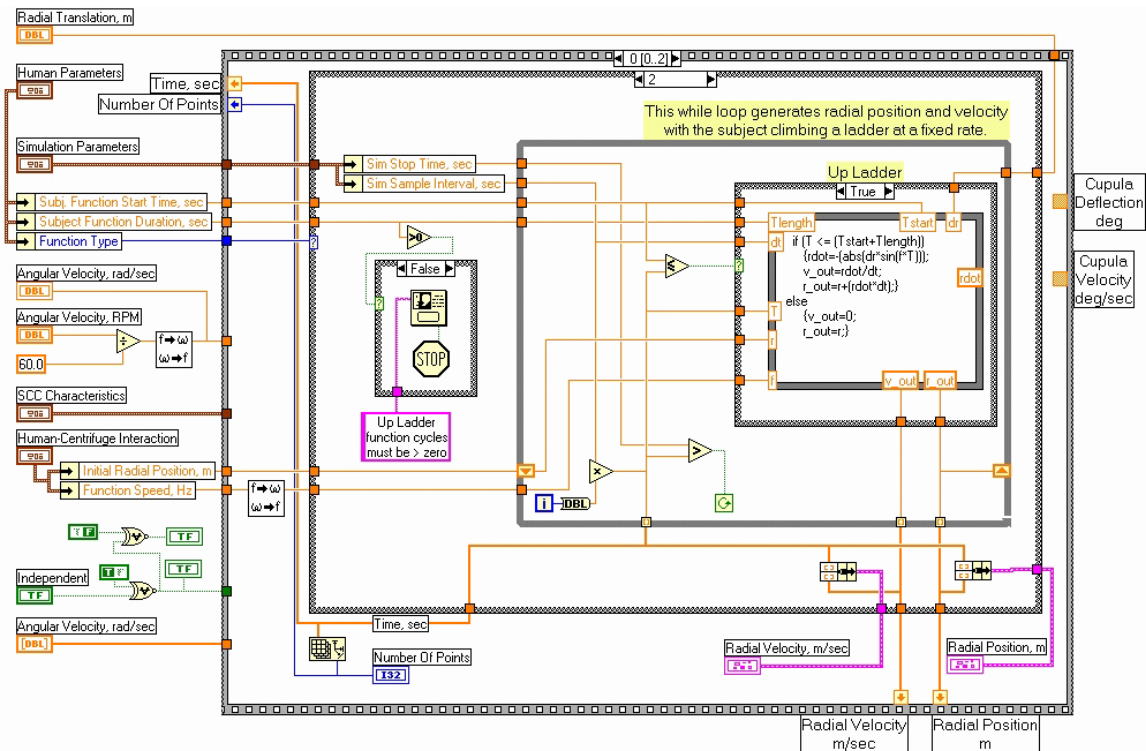 Radial Translation, m
DBL
0 [0..2]
Human Parameters
Time, sec
2
Number Of Points
This while loop generates radial position and velocity
with the subject climbing a ladder at a fixed rate.
Simulation Parameters
Sim Stop Time, sec
Up Ladder
Sim Sample Interval, sec
True
Cupula
Deflection
deg
Subj. Function Start Time, sec
Subject Function Duration, sec
Tlength
Tstart
dr
Function Type
>0
dt
if (T <= (Tstart+Tlength))
{rdot=-(abs(dr*sin(f*T)));
v_out=rdot/dt;
r_out=r+(rdot*dt);}
else
{v_out=0;
r_out=r;}
rdot
T
r
f
v_out
r_out
?
?
?
≤
Cupula
Velocity
deg/sec
Angular Velocity, rad/sec
DBL
False
Angular Velocity, RPM
DBL
÷
f→ω
ω→f
60.0
STOP
SCC Characteristics
Up Ladder
function cycles
must be > zero
Human-Centrifuge Interaction
Initial Radial Position, m
Function Speed, Hz
f→ω
ω→f
×
>
i
DBL
F
TF
TF
T
Independent
TF
Angular Velocity, rad/sec
[DBL]
Time, sec
Number Of Points
I32
Radial Velocity, m/sec
Radial Position, m
Radial Velocity
m/sec
Radial Position
m